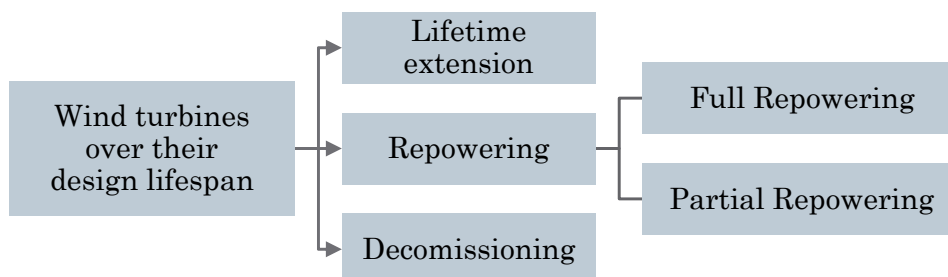 Wind turbines
over their
design lifespan
Lifetime
extension
Repowering
Decomissioning
Full Repowering
Partial Repowering